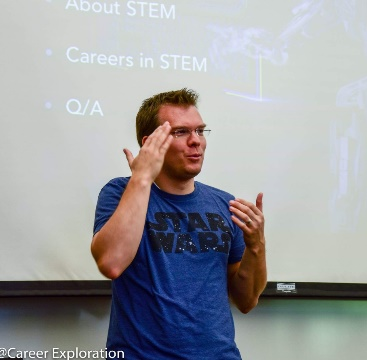 About STEM
Careers in STEM
Q/A
STAR
WARS
@Career Exploration